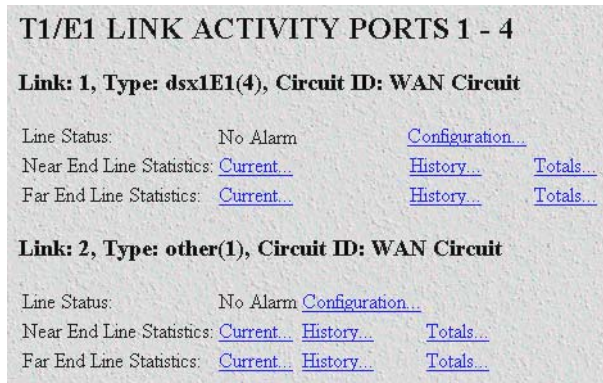 T1/E1 LINK ACTIVITY PORTS 1 - 4
Link: 1, Type: dsx1E1(4), Circuit ID: WAN Circuit
Line Status: No Alarm Configuration...
Near End Line Statistics: Current... History... Totals...
Far End Line Statistics: Current... History... Totals...
Link: 2, Type: other(1), Circuit ID: WAN Circuit
Line Status: No Alarm Configuration...
Near End Line Statistics: Current... History... Totals...
Far End Line Statistics: Current... History... Totals...